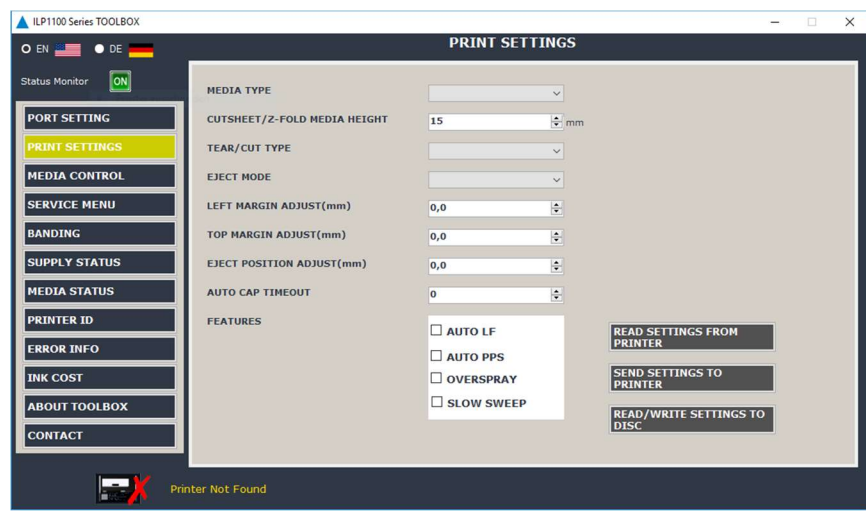 ILP1100 Series TOOLBOX
EN DE
PRINT SETTINGS
Status Monitor ON
PORT SETTING
PRINT SETTINGS
MEDIA CONTROL
SERVICE MENU
BANDING
SUPPLY STATUS
MEDIA STATUS
PRINTER ID
ERROR INFO
INK COST
ABOUT TOOLBOX
CONTACT
MEDIA TYPE
CUTSHEET/Z-FOLD MEDIA HEIGHT 15 mm
TEAR/CUT TYPE
EJECT MODE
LEFT MARGIN ADJUST(mm) 0,0
TOP MARGIN ADJUST(mm) 0,0
EJECT POSITION ADJUST(mm) 0,0
AUTO CAP TIMEOUT 0
FEATURES
AUTO LF
AUTO PPS
OVERSPRAY
SLOW SWEEP
READ SETTINGS FROM
PRINTER
SEND SETTINGS TO
PRINTER
READ/WRITE SETTINGS TO
DISC
Printer Not Found